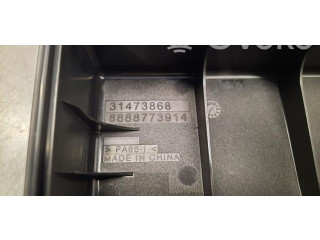 31473868
8888773914
> PA66-I <
MADE IN CHINA